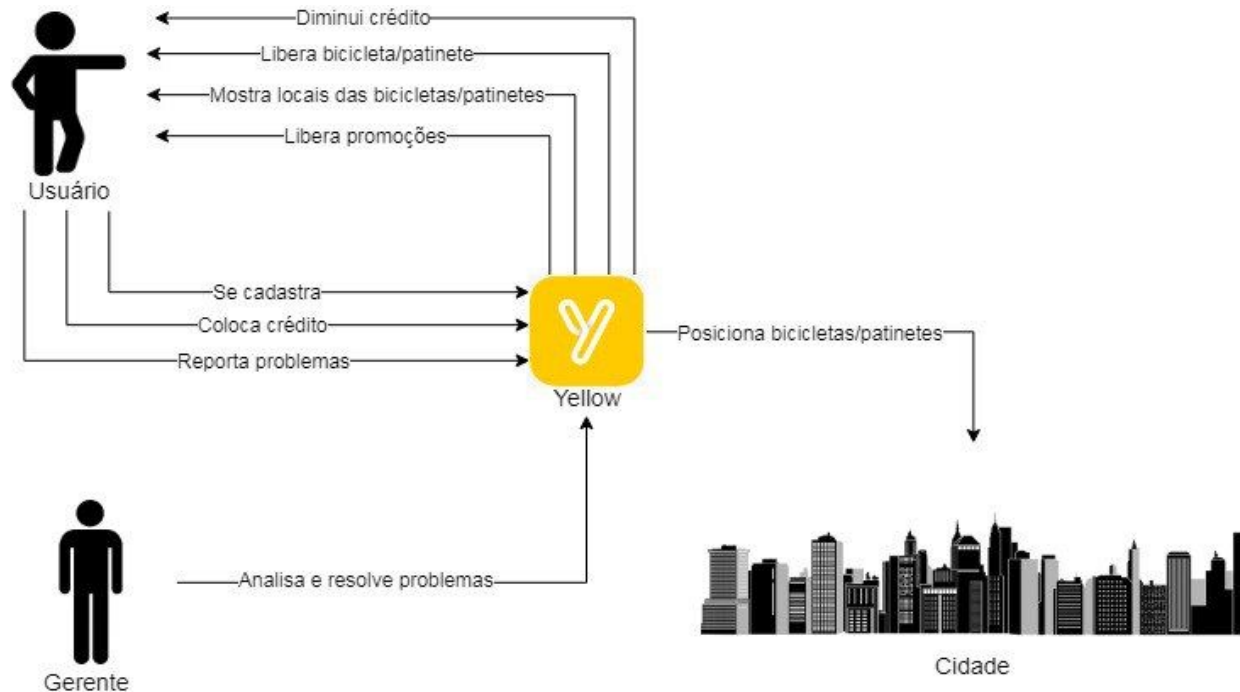 Diminui crédito
Libera bicicleta/patinete
Mostra locais das bicicletas/patinetes
Libera promoções
Usuário
Se cadastra
Coloca crédito
Reporta problemas
Posiciona bicicletas/patinetes
Yellow
Analisa e resolve problemas
Cidade
Gerente